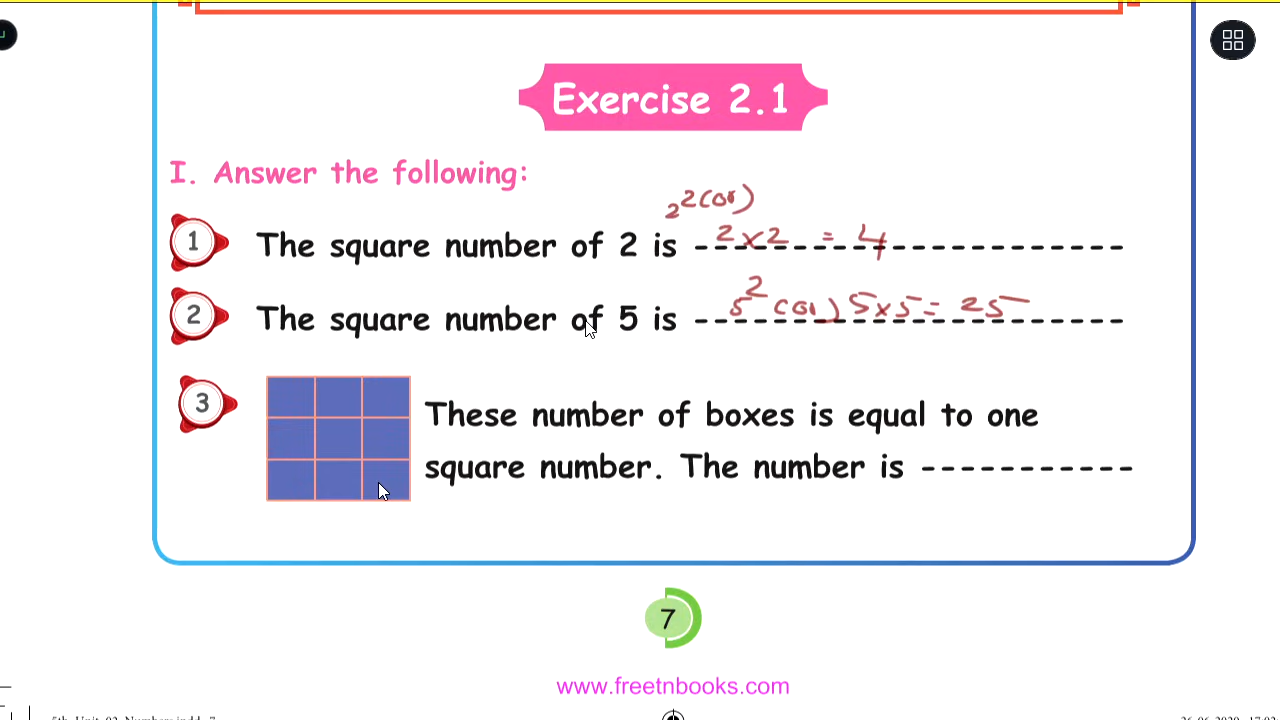 Exercise 2.1
I. Answer the following:
2² (or)
1 The square number of 2 is 2×2 = 4
2 The square number of 5 is 5² (or) 5×5 = 25
3 These number of boxes is equal to one
square number. The number is -----------
7
www.freetnbooks.com